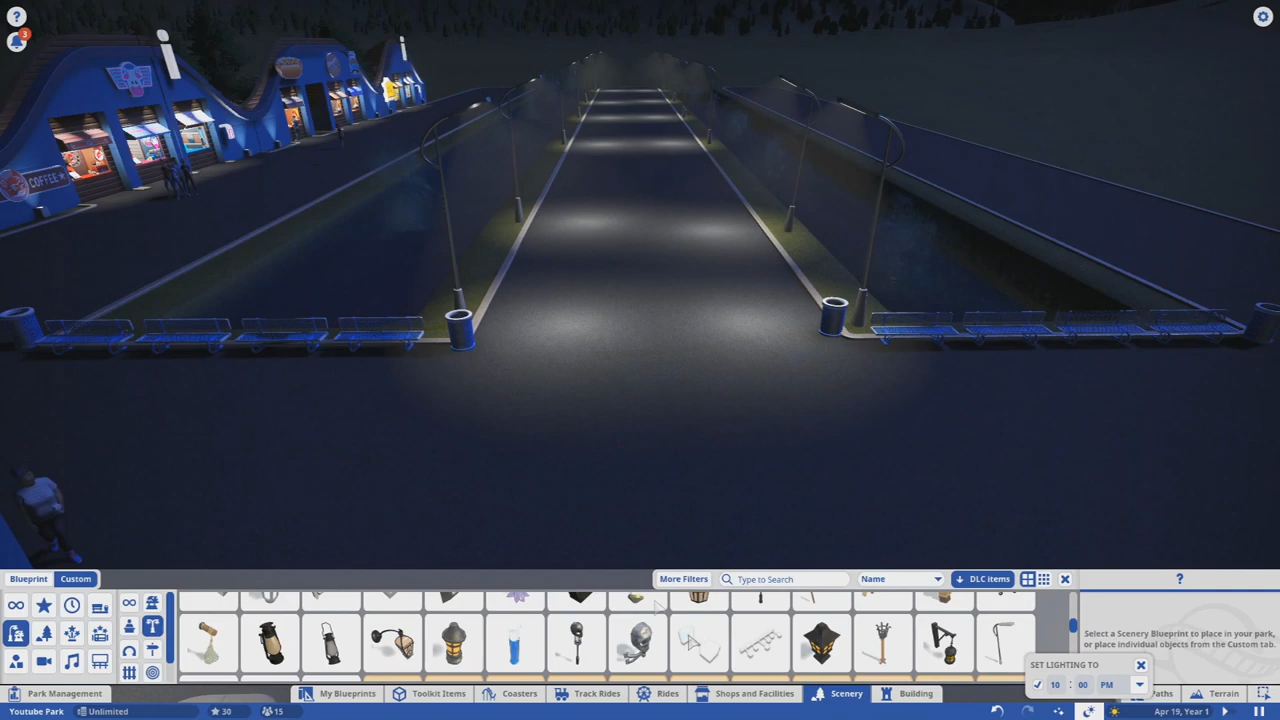 ?
3
COFFEE
Blueprint
Custom
More Filters
Type to Search
Name
DLC items
?
Select a Scenery Blueprint to place in your park,
or place individual objects from the Custom tab.
SET LIGHTING TO
10 : 00 PM
Park Management
My Blueprints
Toolkit Items
Coasters
Track Rides
Rides
Shops and Facilities
Scenery
Building
Paths
Terrain
Youtube Park
Unlimited
30
15
Apr 19, Year 1